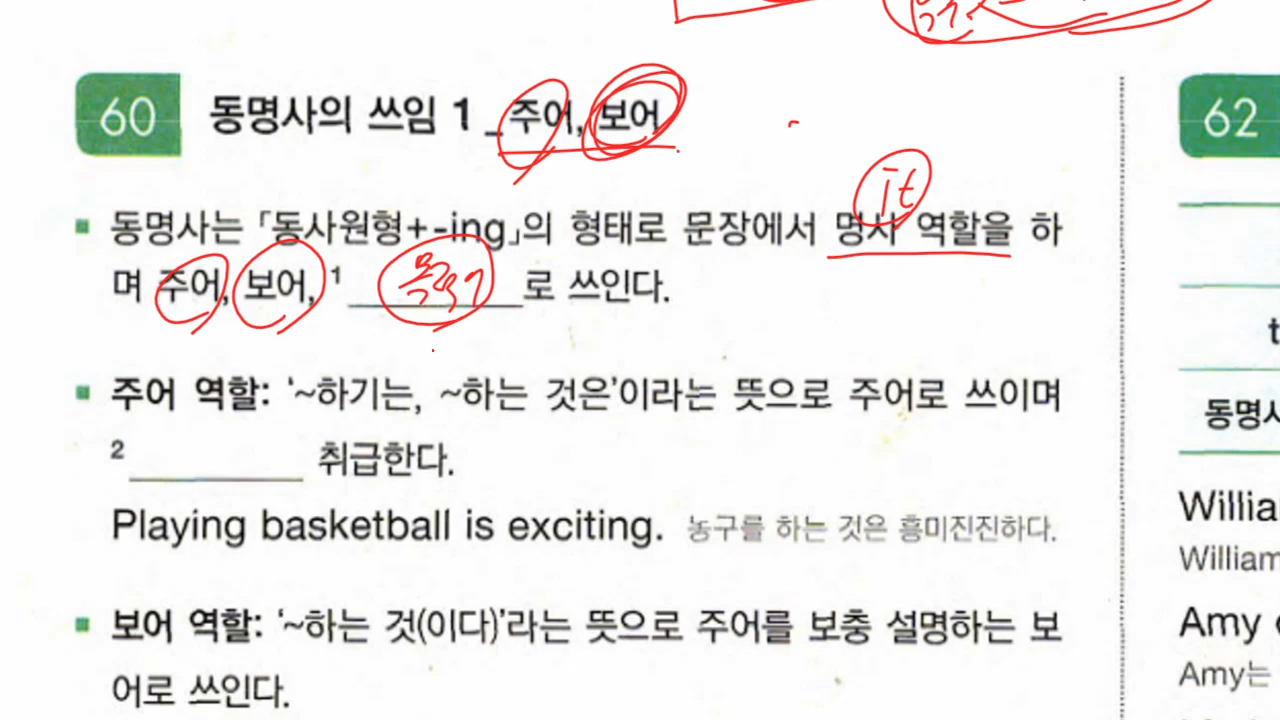 60 동명사의 쓰임 1 _주어, 보어
it
동명사는 「동사원형+-ing」의 형태로 문장에서 명사 역할을 하
며 주어, 보어, 1 목적어 로 쓰인다.
주어 역할: '~하기는, ~하는 것은'이라는 뜻으로 주어로 쓰이며
2 취급한다.
Playing basketball is exciting. 농구를 하는 것은 흥미진진하다.
보어 역할: '~하는 것(이다)'라는 뜻으로 주어를 보충 설명하는 보
어로 쓰인다.
62
t
동명사
Willia
William
Amy
Amy는